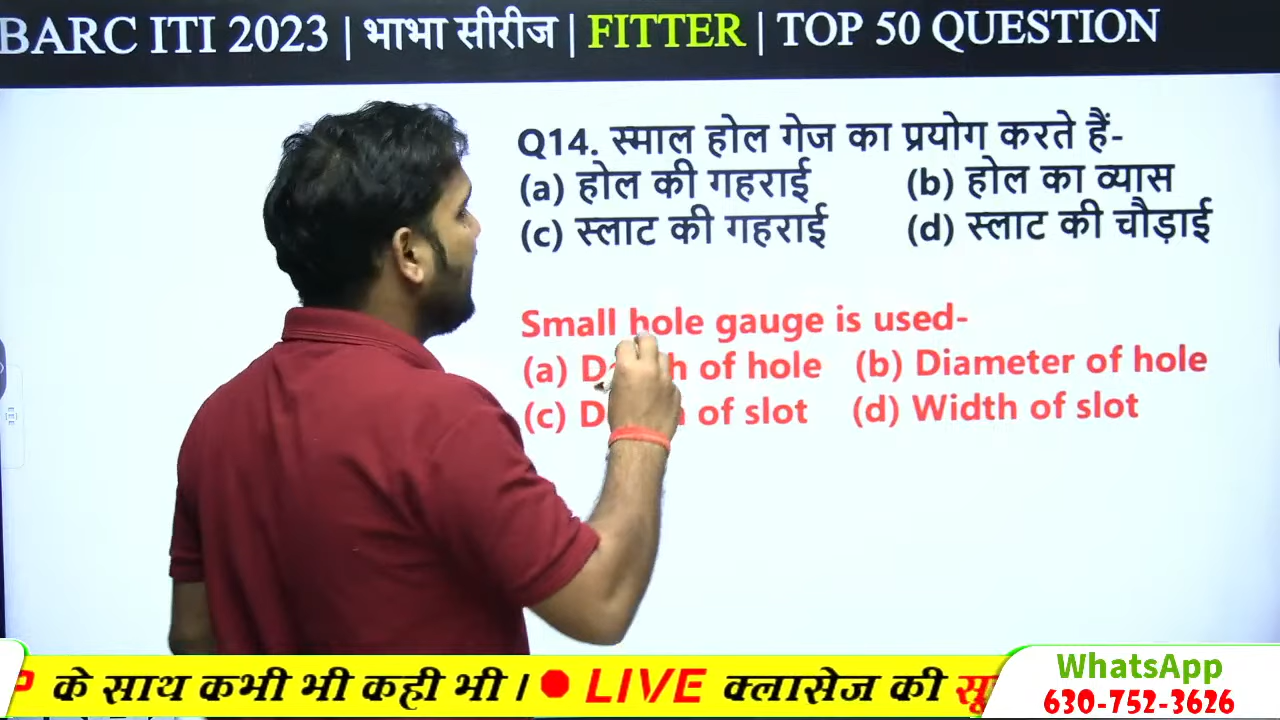 BARC ITI 2023 | भाभा सीरीज | FITTER | TOP 50 QUESTION
Q14. स्माल होल गेज का प्रयोग करते हैं-
(a) होल की गहराई (b) होल का व्यास
(c) स्लाट की गहराई (d) स्लाट की चौड़ाई
Small hole gauge is used-
(a) of hole (b) Diameter of hole
(c) of slot (d) Width of slot
के साथ कभी भी कही भी । LIVE क्लासेज की
WhatsApp
630-752-3626